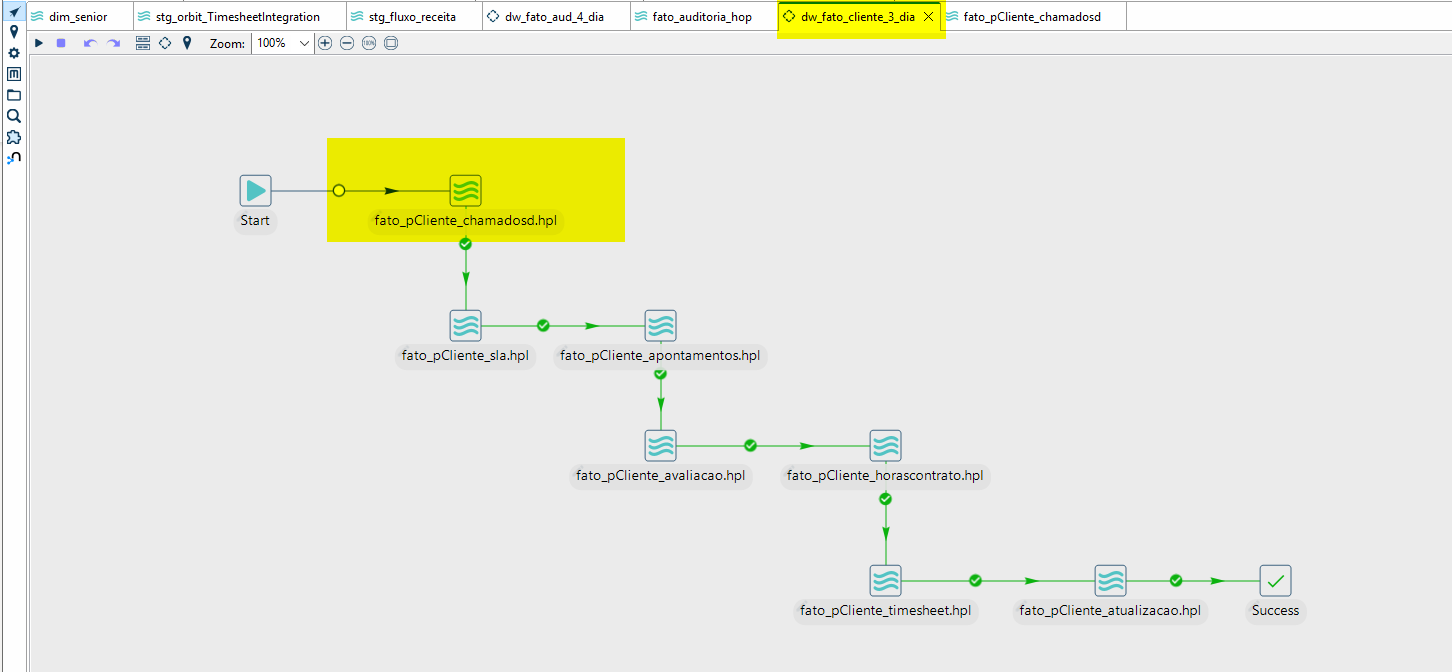 dim_senior
stg_orbit_TimesheetIntegration
stg_fluxo_receita
dw_fato_aud_4_dia
fato_auditoria_hop
dw_fato_cliente_3_dia
fato_pCliente_chamadosd
Zoom: 100%
Start
fato_pCliente_chamadosd.hpl
fato_pCliente_sla.hpl
fato_pCliente_apontamentos.hpl
fato_pCliente_avaliacao.hpl
fato_pCliente_horascontrato.hpl
fato_pCliente_timesheet.hpl
fato_pCliente_atualizacao.hpl
Success